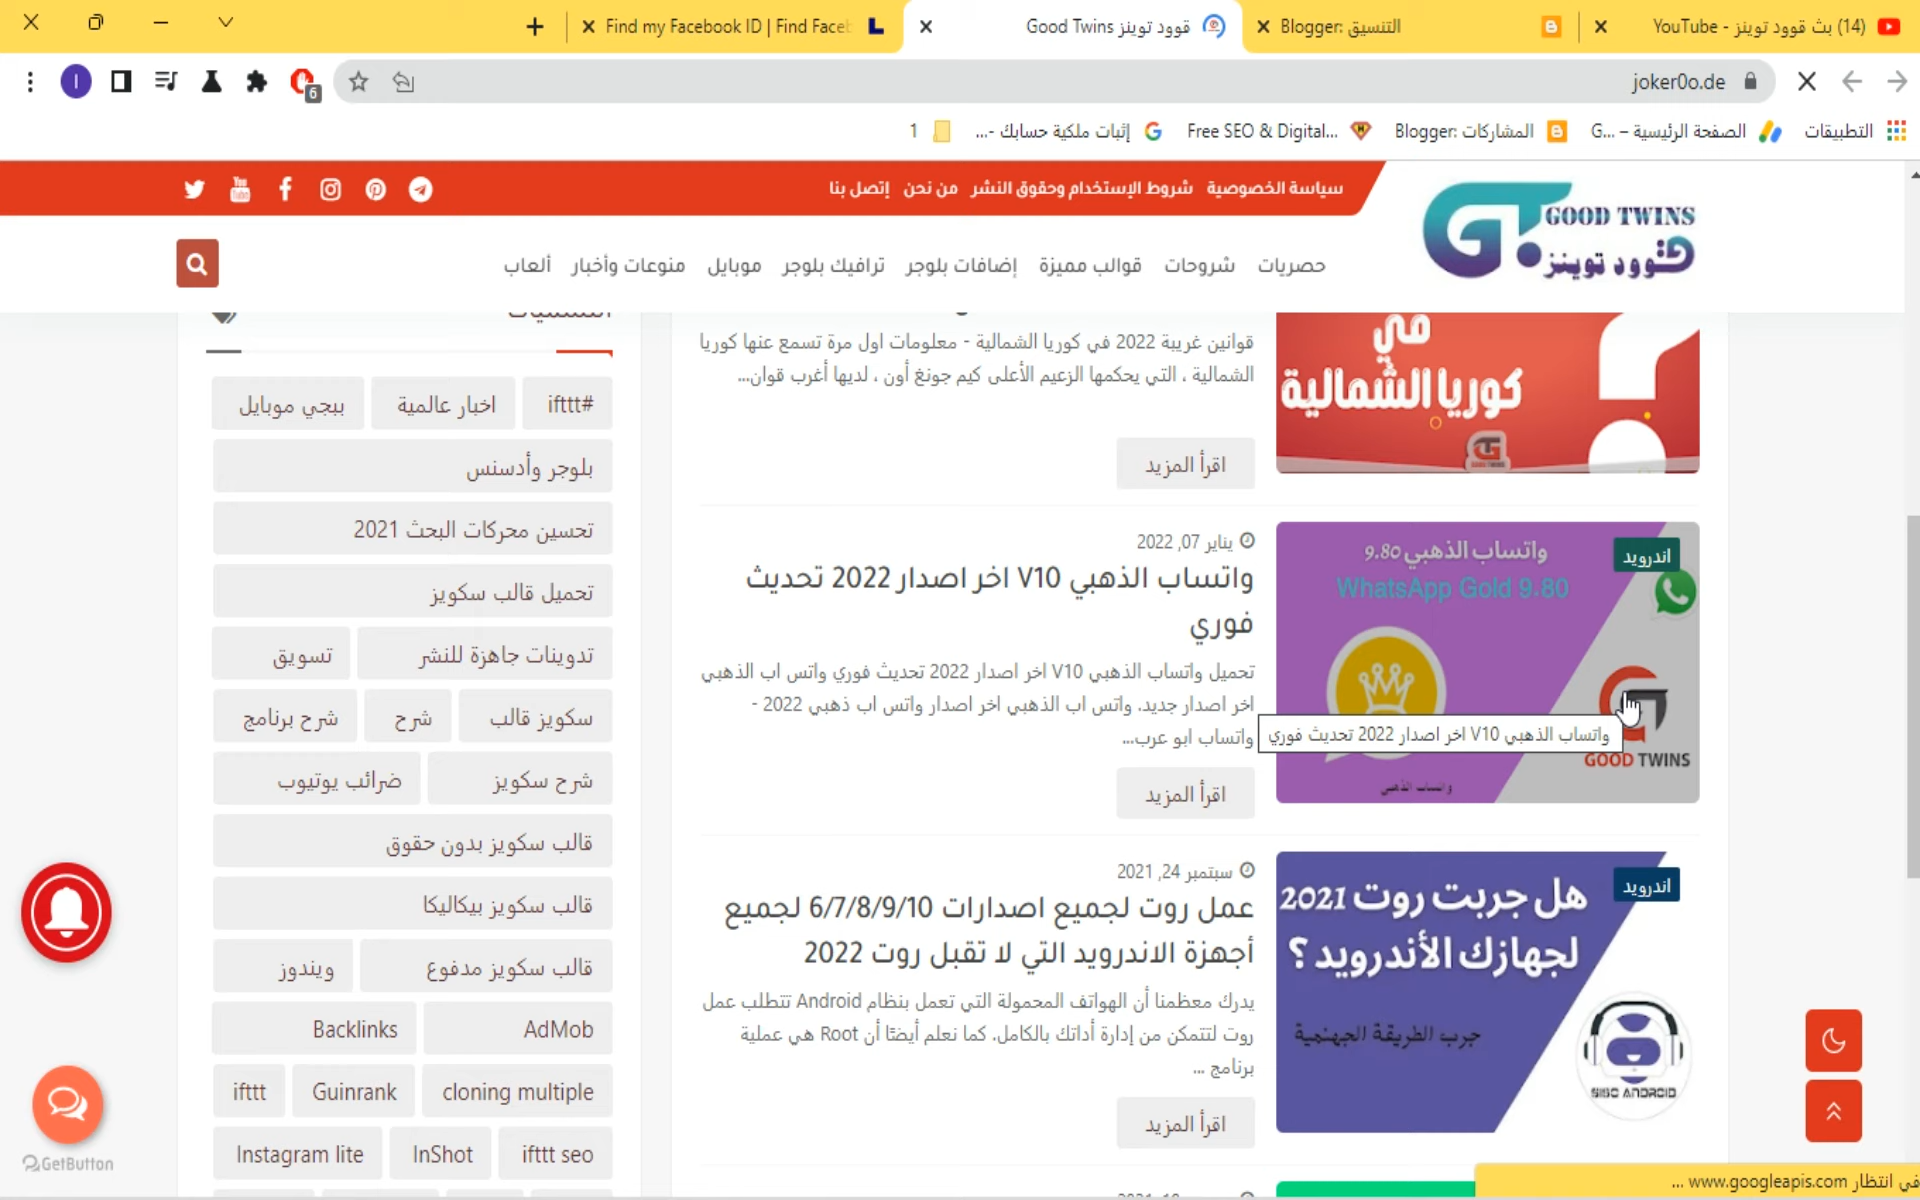 (14) بث قوود توينز - YouTube
Blogger: التنسيق
قوود توينز Good Twins
Find my Facebook ID | Find Face
joker0o.de
6
التطبيقات
الصفحة الرئيسية – G...
Blogger: المشاركات
Free SEO & Digital...
إثبات ملكية حسابك -...
1
سياسة الخصوصية شروط الإستخدام وحقوق النشر من نحن إتصل بنا
GOOD TWINS
قوود توينز
حصريات شروحات قوالب مميزة إضافات بلوجر ترافيك بلوجر موبايل منوعات وأخبار ألعاب
في
كوريا الشمالية
؟
قوانين غريبة 2022 في كوريا الشمالية - معلومات اول مرة تسمع عنها كوريا
الشمالية ، التي يحكمها الزعيم الأعلى كيم جونغ أون ، لديها أغرب قوان...
اقرأ المزيد
اندرويد
واتساب الذهبي 9.80
WhatsApp Gold 9.80
GOOD TWINS
واتساب الذهبي
يناير 07, 2022
واتساب الذهبي V10 اخر اصدار 2022 تحديث
فوري
تحميل واتساب الذهبي V10 اخر اصدار 2022 تحديث فوري واتس اب الذهبي
اخر اصدار جديد. واتس اب الذهبي اخر اصدار واتس اب ذهبي 2022 -
واتساب ابو عرب...
واتساب الذهبي V10 اخر اصدار 2022 تحديث فوري
اقرأ المزيد
اندرويد
هل جربت روت 2021
لجهازك الأندرويد ؟
جرب الطريقة الجهنمية
SISO ANDROID
سبتمبر 24, 2021
عمل روت لجميع اصدارات 6/7/8/9/10 لجميع
أجهزة الاندرويد التي لا تقبل روت 2022
يدرك معظمنا أن الهواتف المحمولة التي تعمل بنظام Android تتطلب عمل
روت لتتمكن من إدارة أداتك بالكامل. كما نعلم أيضًا أن Root هي عملية
برنامج ...
اقرأ المزيد
#ifttt اخبار عالمية ببجي موبايل
بلوجر وأدسنس
تحسين محركات البحث 2021
تحميل قالب سكويز
تدوينات جاهزة للنشر تسويق
سكويز قالب شرح شرح برنامج
شرح سكويز ضرائب يوتيوب
قالب سكويز بدون حقوق
قالب سكويز بيكاليكا
قالب سكويز مدفوع ويندوز
AdMob Backlinks
cloning multiple Guinrank ifttt
ifttt seo InShot Instagram lite
GetButton
في انتظار www.googleapis.com ...